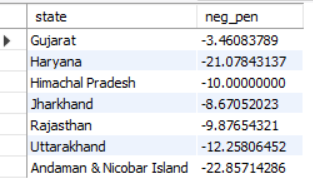 state neg_pen
Gujarat -3.46083789
Haryana -21.07843137
Himachal Pradesh -10.00000000
Jharkhand -8.67052023
Rajasthan -9.87654321
Uttarakhand -12.25806452
Andaman & Nicobar Island -22.85714286